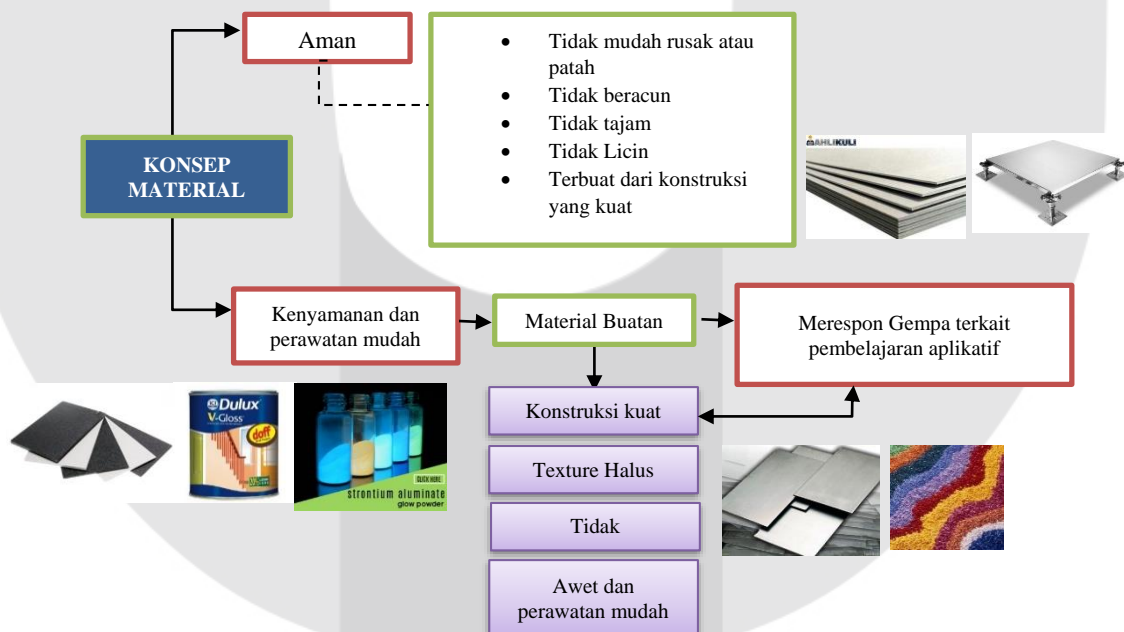 Aman
• Tidak mudah rusak atau
patah
• Tidak beracun
• Tidak tajam
• Tidak Licin
• Terbuat dari konstruksi
yang kuat
AHLIKULI
KONSEP
MATERIAL
Kenyamanan dan
perawatan mudah
Material Buatan
Merespon Gempa terkait
pembelajaran aplikatif
Konstruksi kuat
Texture Halus
Tidak
Awet dan
perawatan mudah
Dulux
V-Gloss
doff
CLICK HERE
strontium aluminate
glow powder